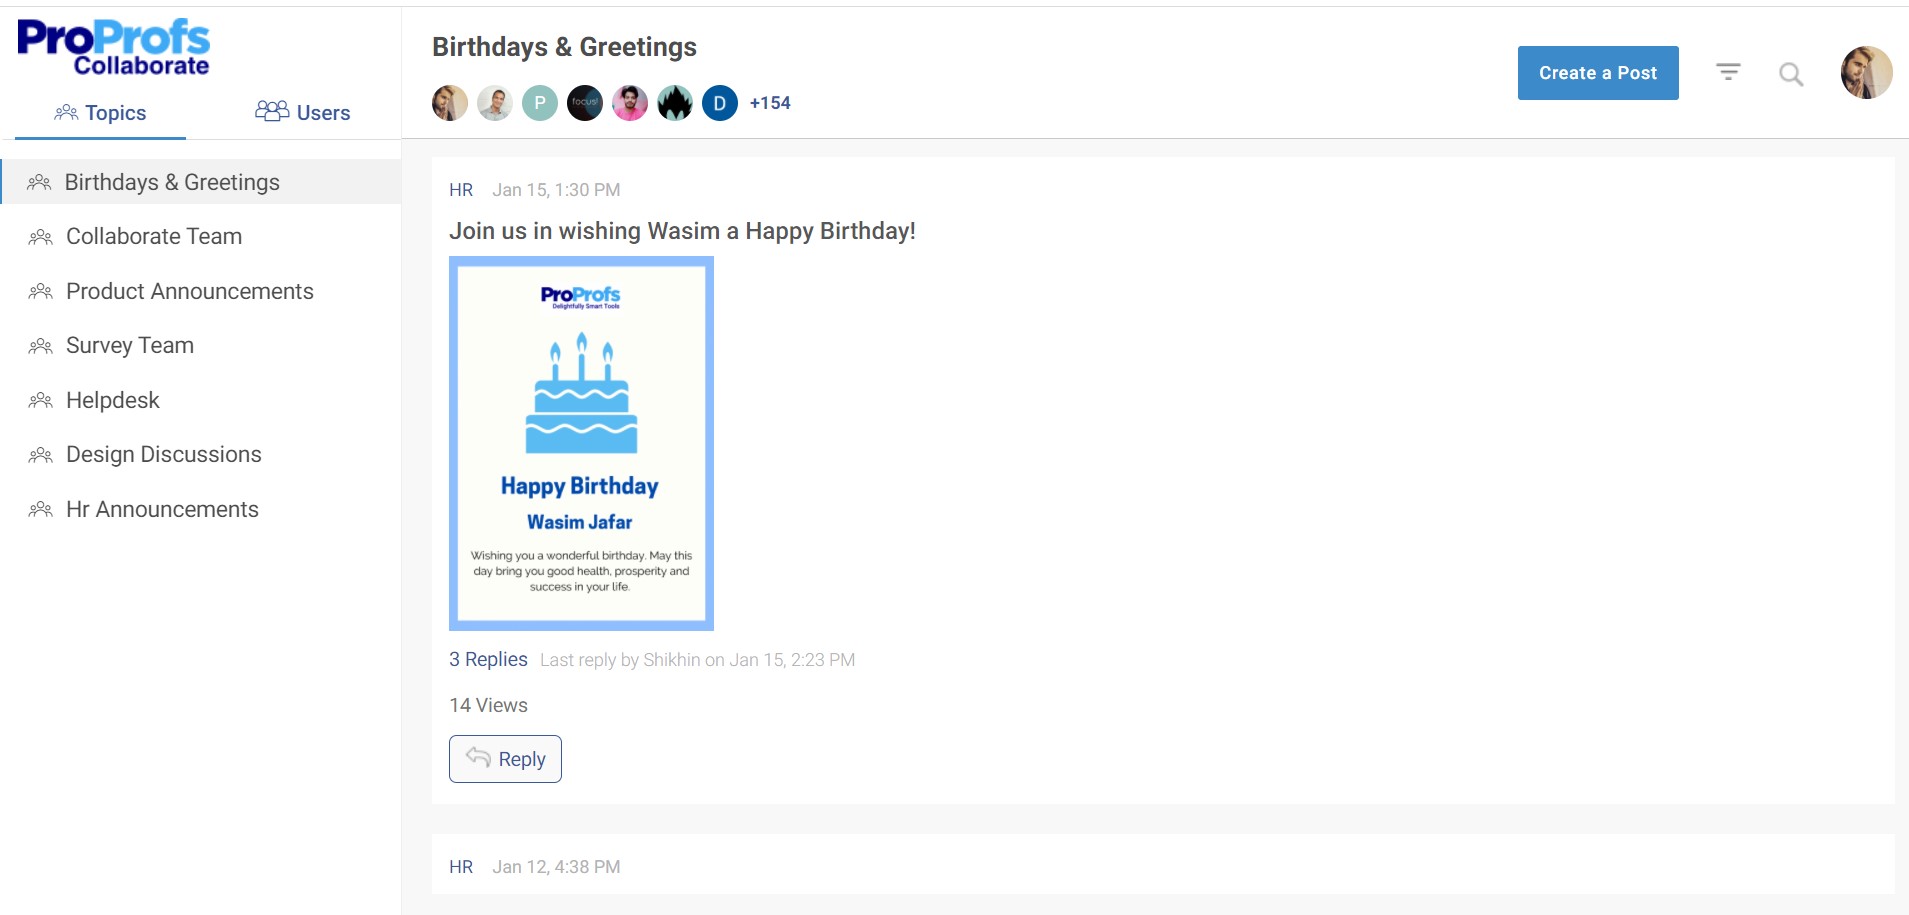 ProProfs
Collaborate
Topics
Users
Birthdays & Greetings
Collaborate Team
Product Announcements
Survey Team
Helpdesk
Design Discussions
Hr Announcements
Birthdays & Greetings
P
focus!
D
+154
Create a Post
HR Jan 15, 1:30 PM
Join us in wishing Wasim a Happy Birthday!
ProProfs
Delightfully Smart Tools
Happy Birthday
Wasim Jafar
Wishing you a wonderful birthday. May this
day bring you good health, prosperity and
success in your life.
3 Replies Last reply by Shikhin on Jan 15, 2:23 PM
14 Views
Reply
HR Jan 12, 4:38 PM